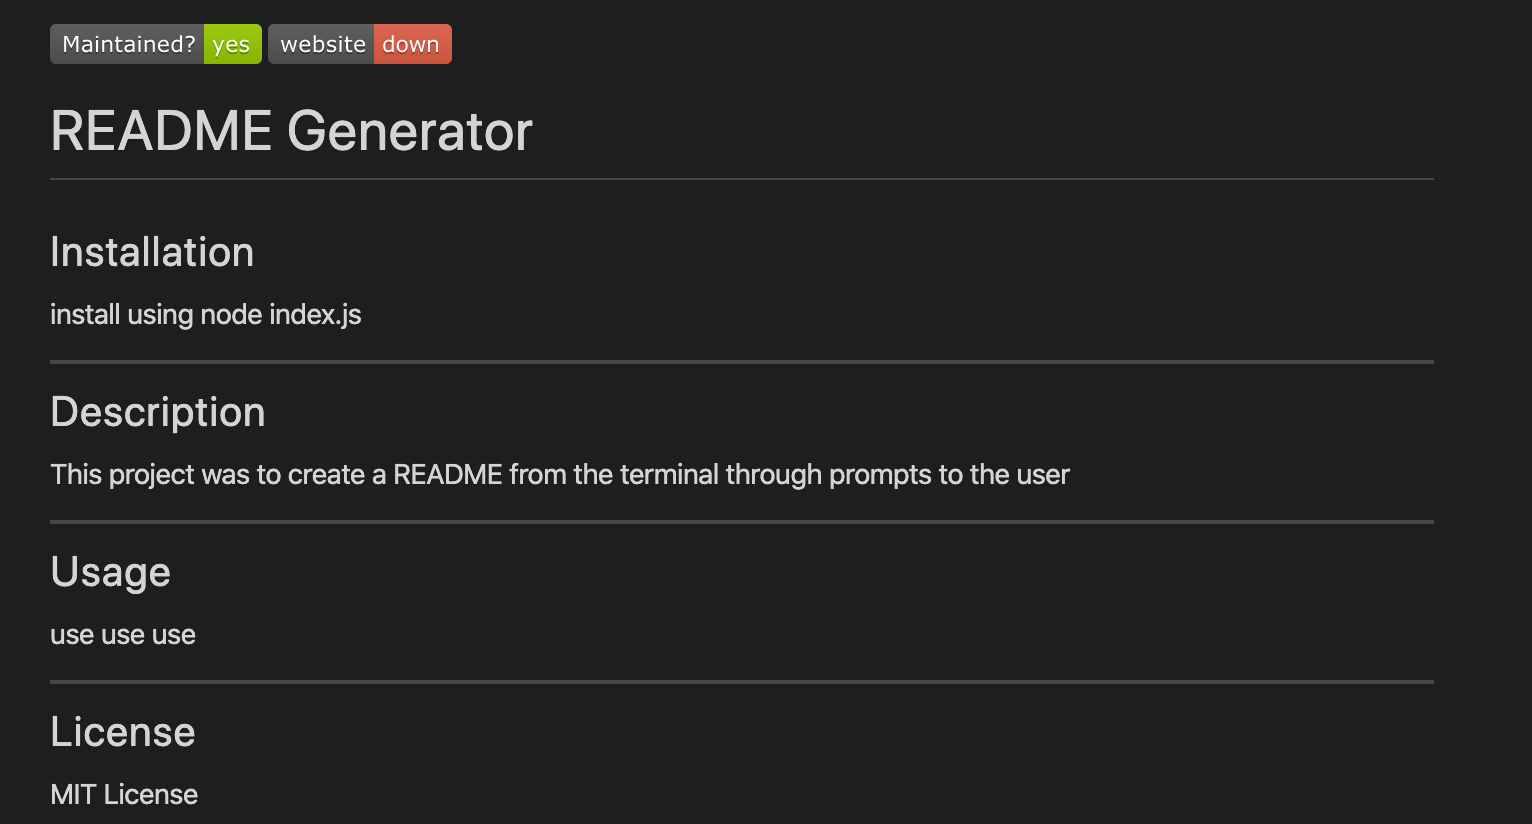 Maintained? yes website down
README Generator
Installation
install using node index.js
Description
This project was to create a README from the terminal through prompts to the user
Usage
use use use
License
MIT License